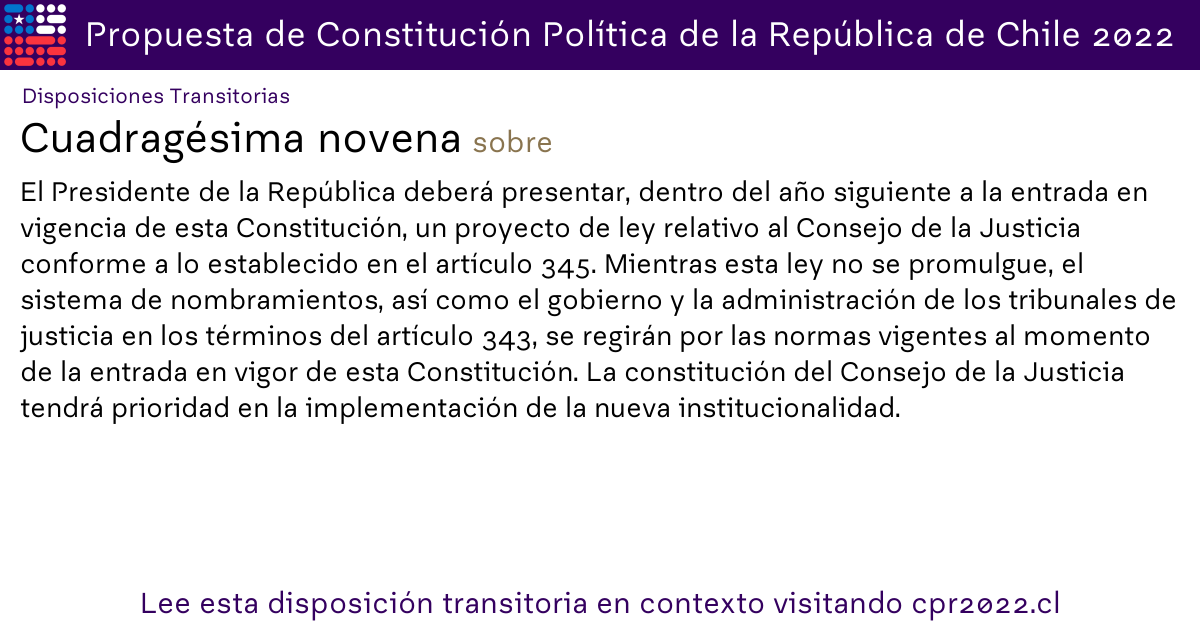 Propuesta de Constitución Política de la República de Chile 2022
Disposiciones Transitorias
Cuadragésima novena sobre
El Presidente de la República deberá presentar, dentro del año siguiente a la entrada en
vigencia de esta Constitución, un proyecto de ley relativo al Consejo de la Justicia
conforme a lo establecido en el artículo 345. Mientras esta ley no se promulgue, el
sistema de nombramientos, así como el gobierno y la administración de los tribunales de
justicia en los términos del artículo 343, se regirán por las normas vigentes al momento
de la entrada en vigor de esta Constitución. La constitución del Consejo de la Justicia
tendrá prioridad en la implementación de la nueva institucionalidad.
Lee esta disposición transitoria en contexto visitando cpr2022.cl